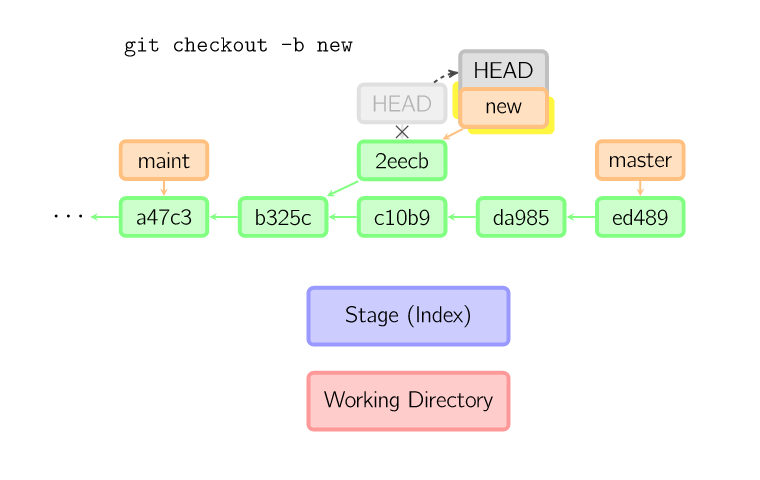 git checkout -b new
HEAD
HEAD
new
maint
2eecb
master
...
a47c3
b325c
c10b9
da985
ed489
Stage (Index)
Working Directory